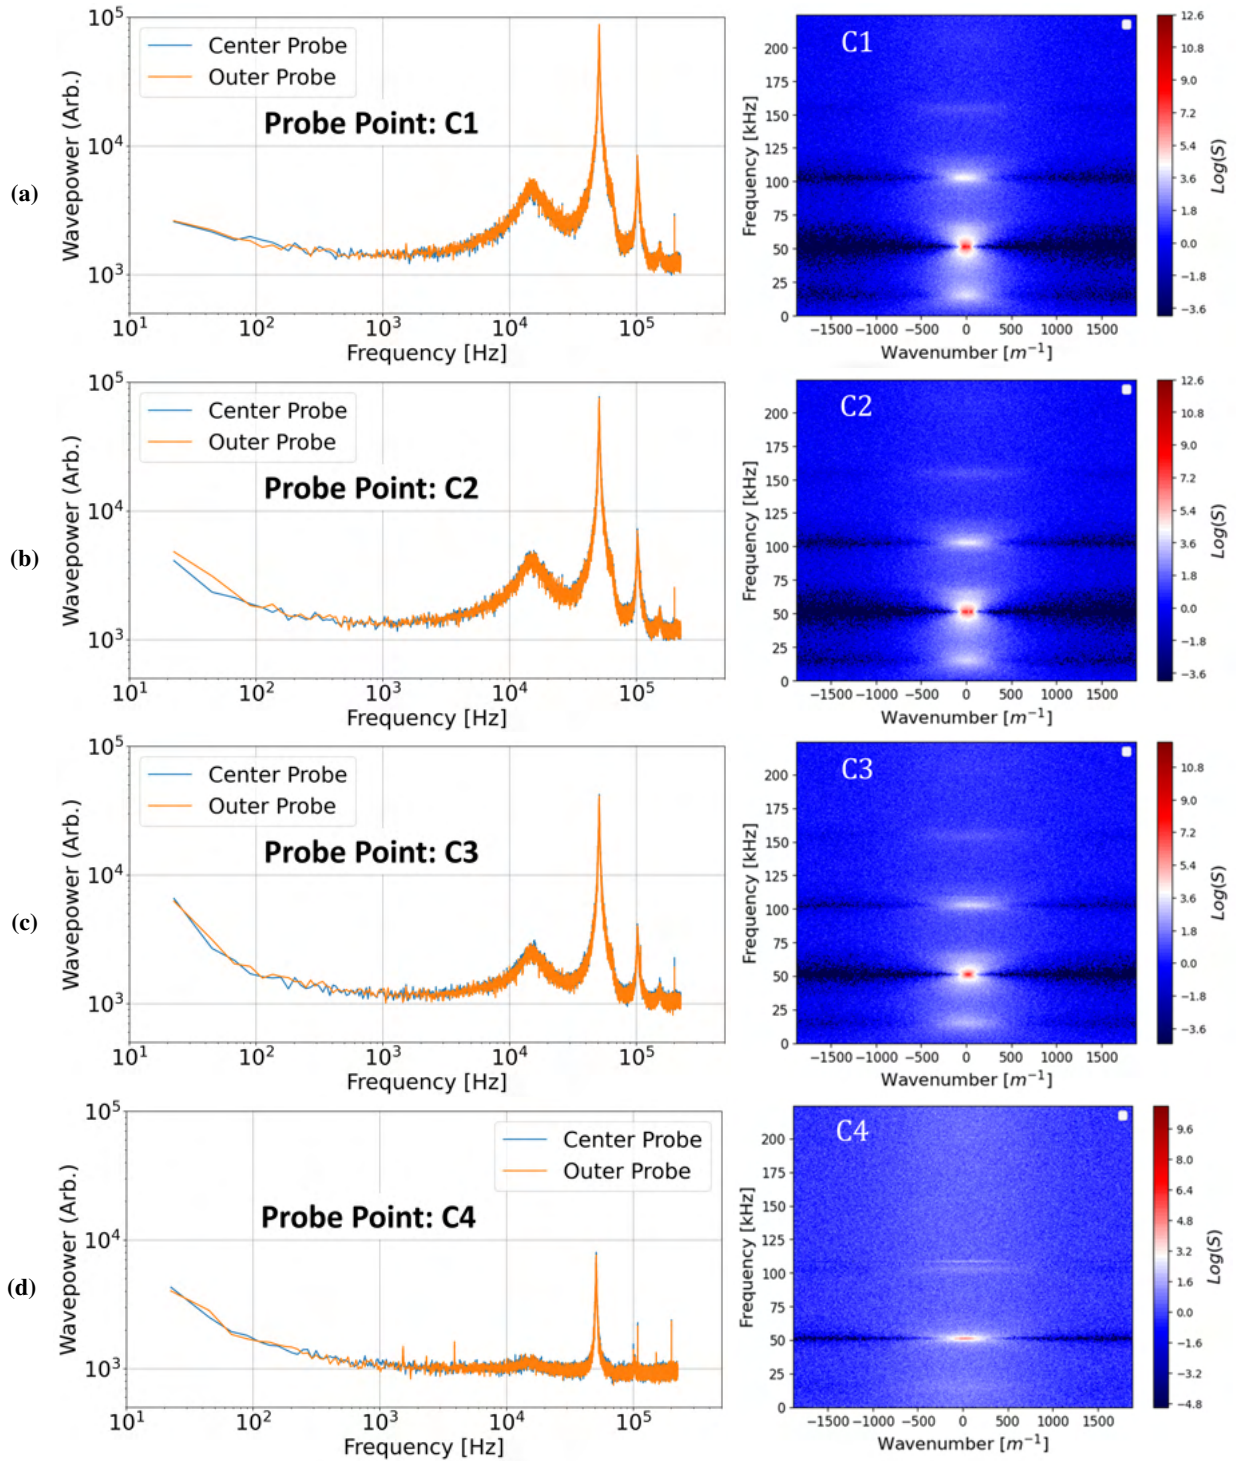 (a)
10^5
10^4
10^3
Wavepower (Arb.)
Center Probe
Outer Probe
Probe Point: C1
10^1 10^2 10^3 10^4 10^5
Frequency [Hz]
C1
200
175
150
125
100
75
50
25
0
Frequency [kHz]
−1500 −1000 −500 0 500 1000 1500
Wavenumber [m^{−1}]
12.6
9.0
7.2
5.4
3.6
1.8
0.0
−1.8
−3.6
Log(S)
(b)
10^5
10^4
10^3
Wavepower (Arb.)
Center Probe
Outer Probe
Probe Point: C2
10^1 10^2 10^3 10^4 10^5
Frequency [Hz]
C2
200
175
150
125
100
75
50
25
0
Frequency [kHz]
−1500 −1000 −500 0 500 1000 1500
Wavenumber [m^{−1}]
12.6
9.0
7.2
5.4
3.6
1.8
0.0
−1.8
−3.6
Log(S)
(c)
10^5
10^4
10^3
Wavepower (Arb.)
Center Probe
Outer Probe
Probe Point: C3
10^1 10^2 10^3 10^4 10^5
Frequency [Hz]
C3
200
175
150
125
100
75
50
25
0
Frequency [kHz]
−1500 −1000 −500 0 500 1000 1500
Wavenumber [m^{−1}]
10.8
9.0
7.2
5.4
3.6
1.8
0.0
−1.8
−3.6
Log(S)
(d)
10^5
10^4
10^3
Wavepower (Arb.)
Center Probe
Outer Probe
Probe Point: C4
10^1 10^2 10^3 10^4 10^5
Frequency [Hz]
C4
200
175
150
125
100
75
50
25
0
Frequency [kHz]
−1500 −1000 −500 0 500 1000 1500
Wavenumber [m^{−1}]
9.6
8.0
6.4
4.8
3.2
1.6
0.0
−1.6
−3.2
−4.8
Log(S)